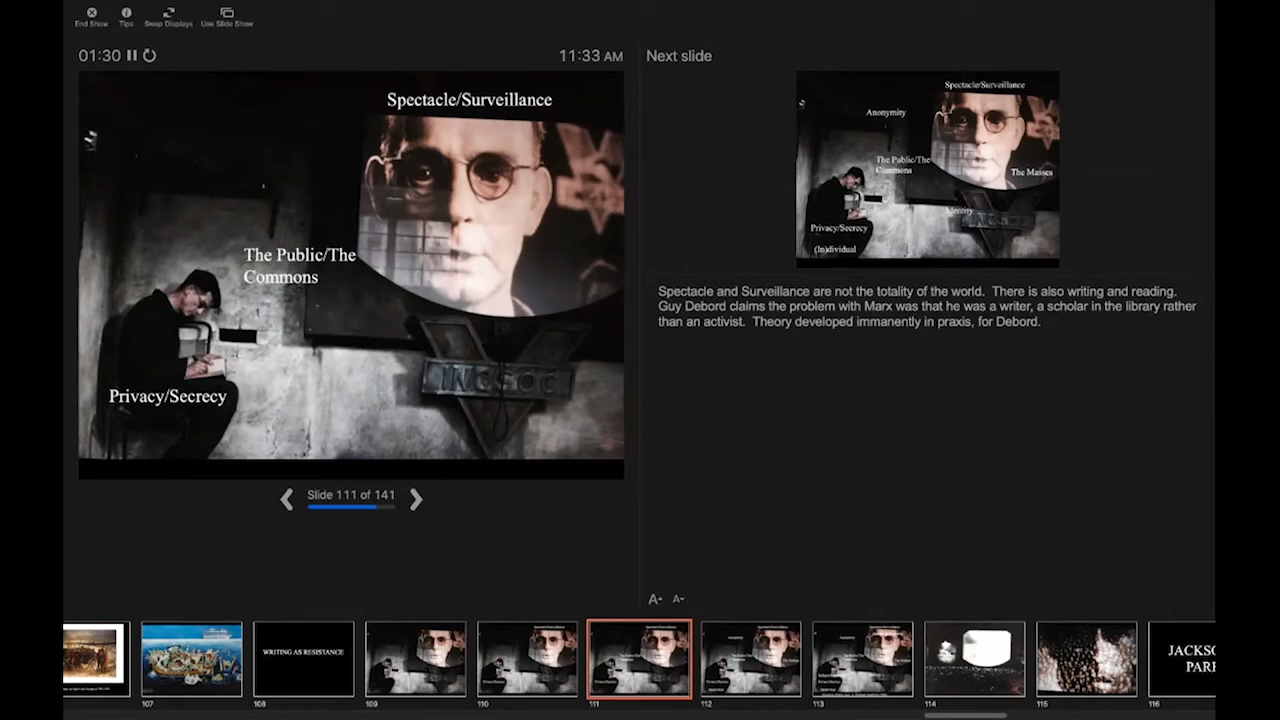 End Show
Tips
Swap Displays
Use Slide Show
01:30
11:33 AM
Next slide
Spectacle/Surveillance
The Public/The
Commons
INGSOC
Privacy/Secrecy
Slide 111 of 141
Spectacle/Surveillance
Anonymity
The Public/The
Commons
The Masses
Identity
INGSOC
Privacy/Secrecy
(In)dividual
Spectacle and Surveillance are not the totality of the world. There is also writing and reading.
Guy Debord claims the problem with Marx was that he was a writer, a scholar in the library rather
than an activist. Theory developed immanently in praxis, for Debord.
A A
WRITING AS RESISTANCE
JACKSO
PARK
107
108
109
110
111
112
113
114
115
116